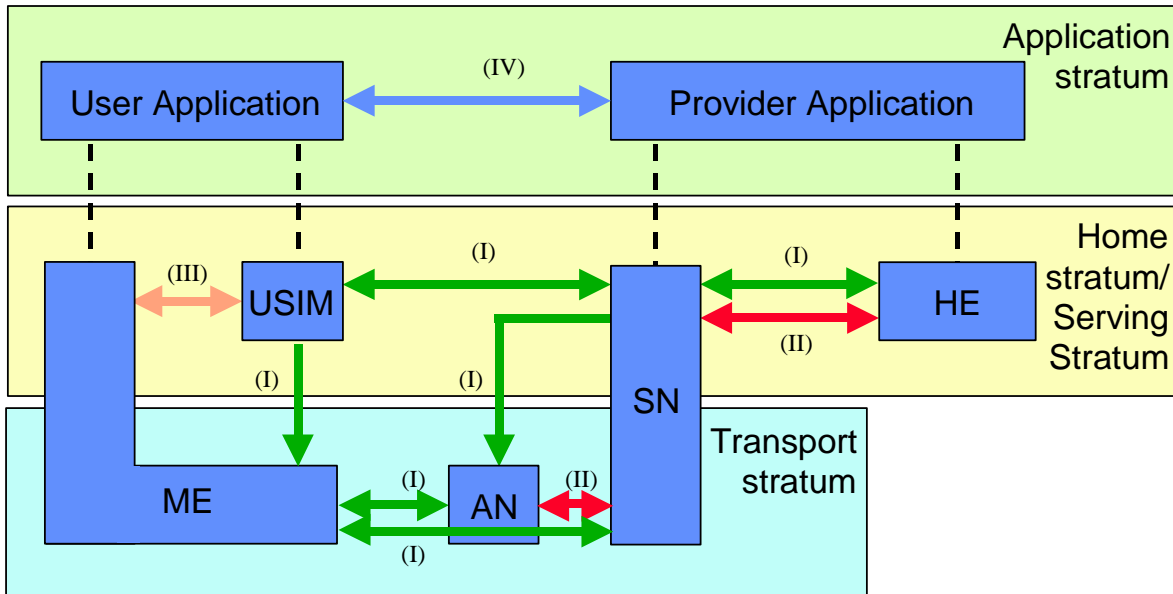 Application
stratum
(IV)
User Application
Provider Application
Home
stratum/
Serving
Stratum
(III)
USIM
(I)
(I)
HE
(II)
(I)
(I)
SN
Transport
stratum
ME
(I)
AN
(II)
(I)